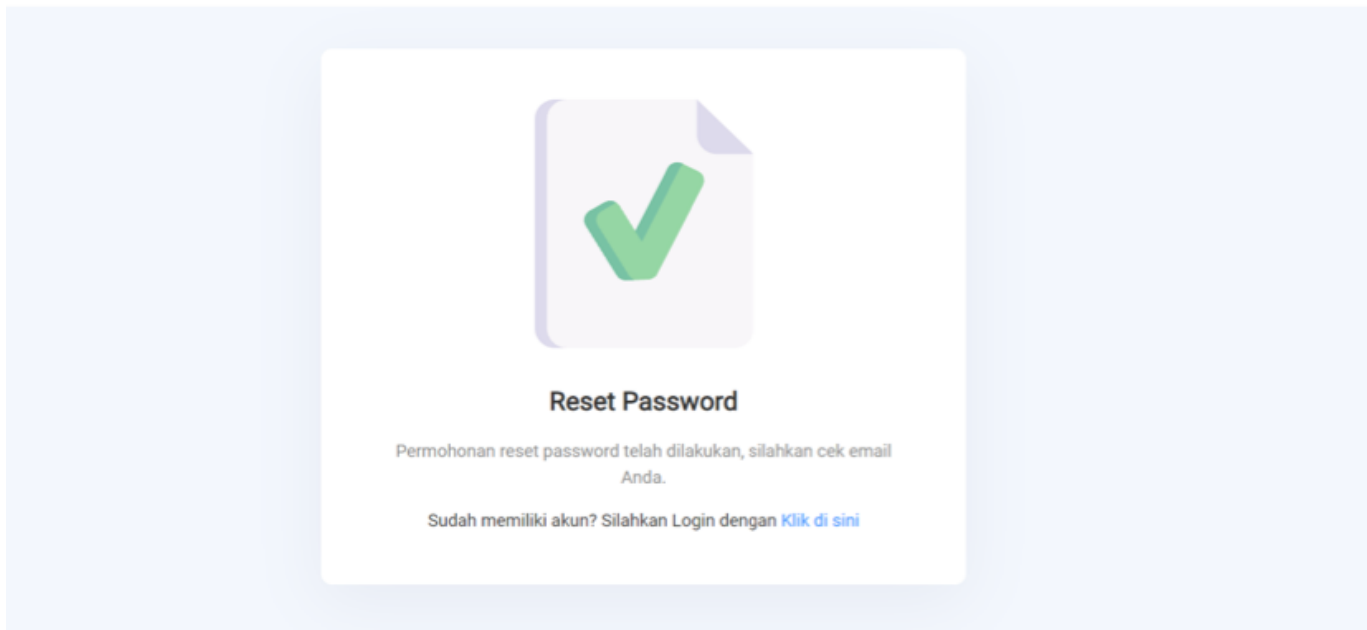 Reset Password
Permohonan reset password telah dilakukan, silahkan cek email
Anda.
Sudah memiliki akun? Silahkan Login dengan Klik di sini